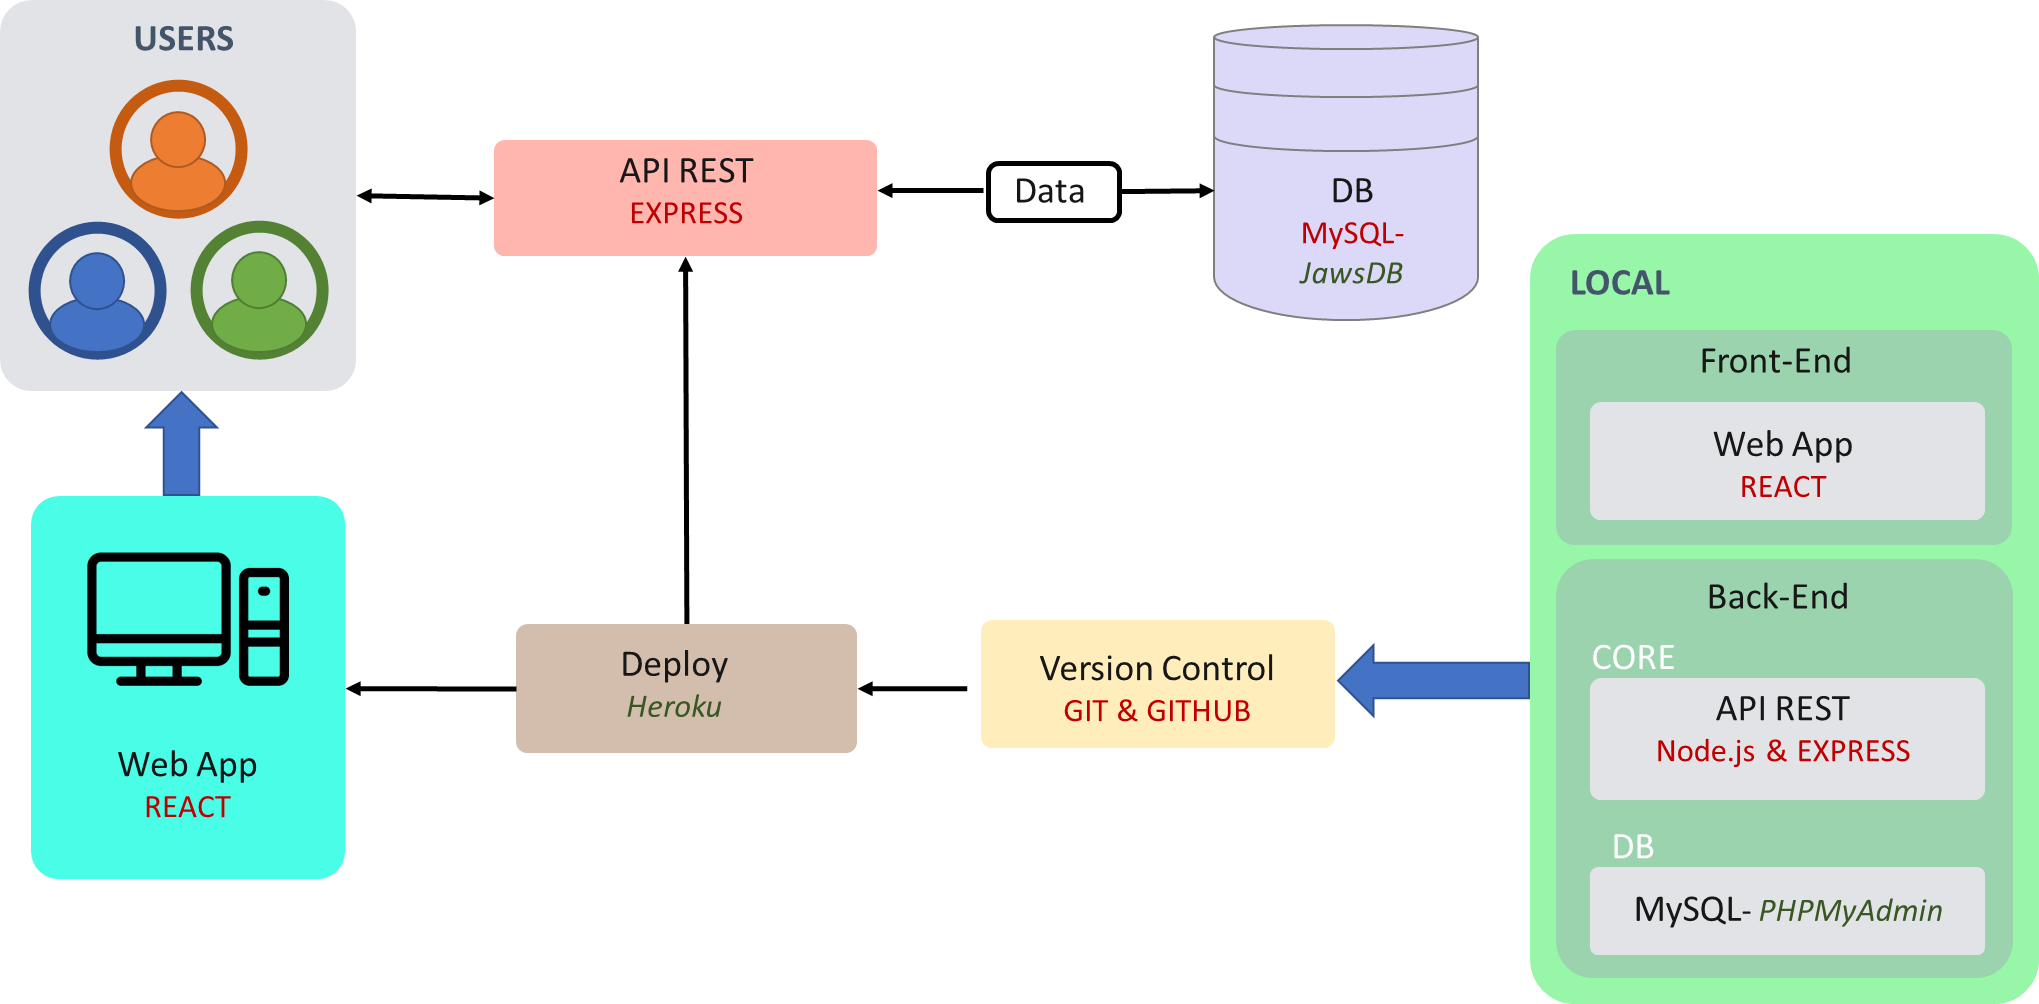 USERS
API REST
EXPRESS
Data
DB
MySQL-
JawsDB
LOCAL
Front-End
Web App
REACT
Back-End
CORE
API REST
Node.js & EXPRESS
DB
MySQL- PHPMyAdmin
Version Control
GIT & GITHUB
Deploy
Heroku
Web App
REACT